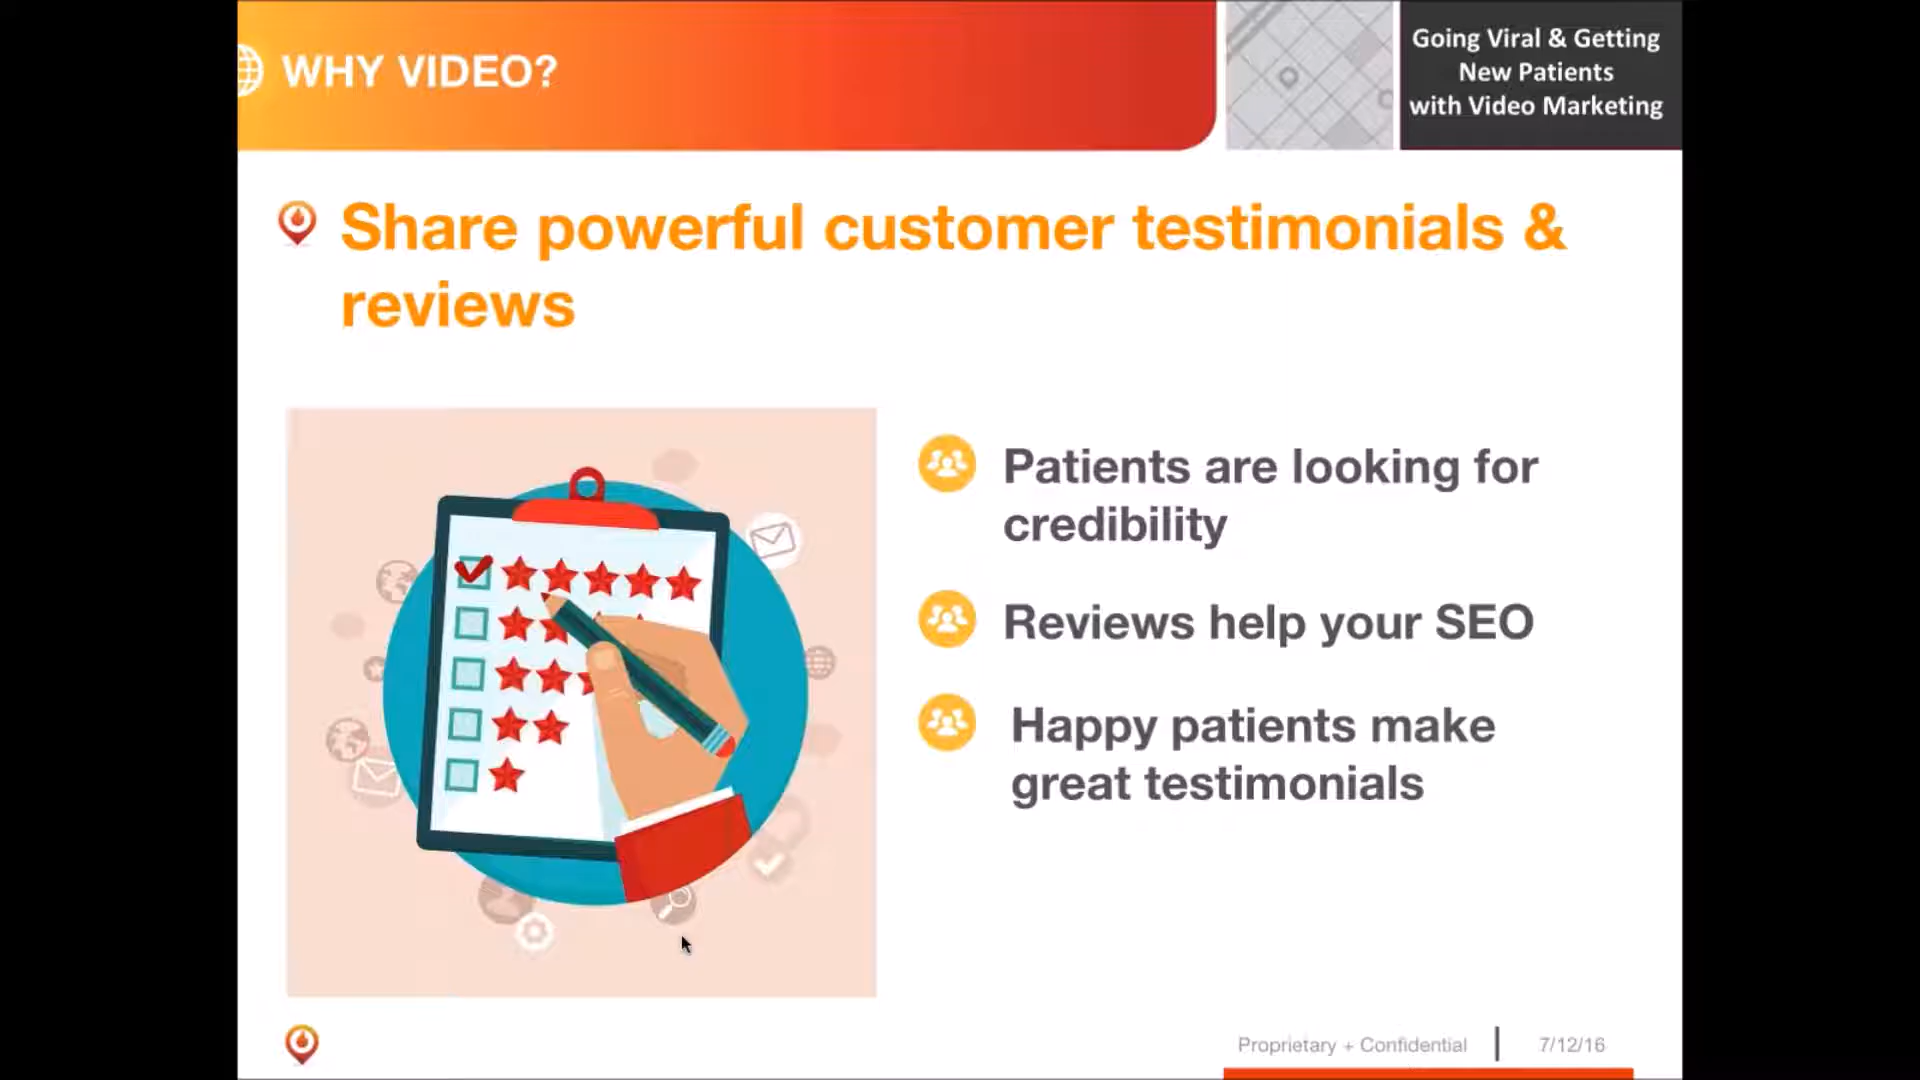 WHY VIDEO?
Going Viral & Getting
New Patients
with Video Marketing
Share powerful customer testimonials &
reviews
Patients are looking for
credibility
Reviews help your SEO
Happy patients make
great testimonials
Proprietary + Confidential
7/12/16